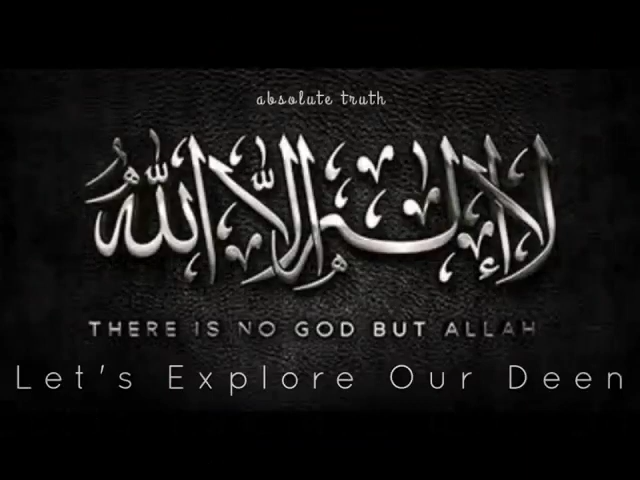 absolute truth
لا إله إلا الله
THERE IS NO GOD BUT ALLAH
Let's Explore Our Deen